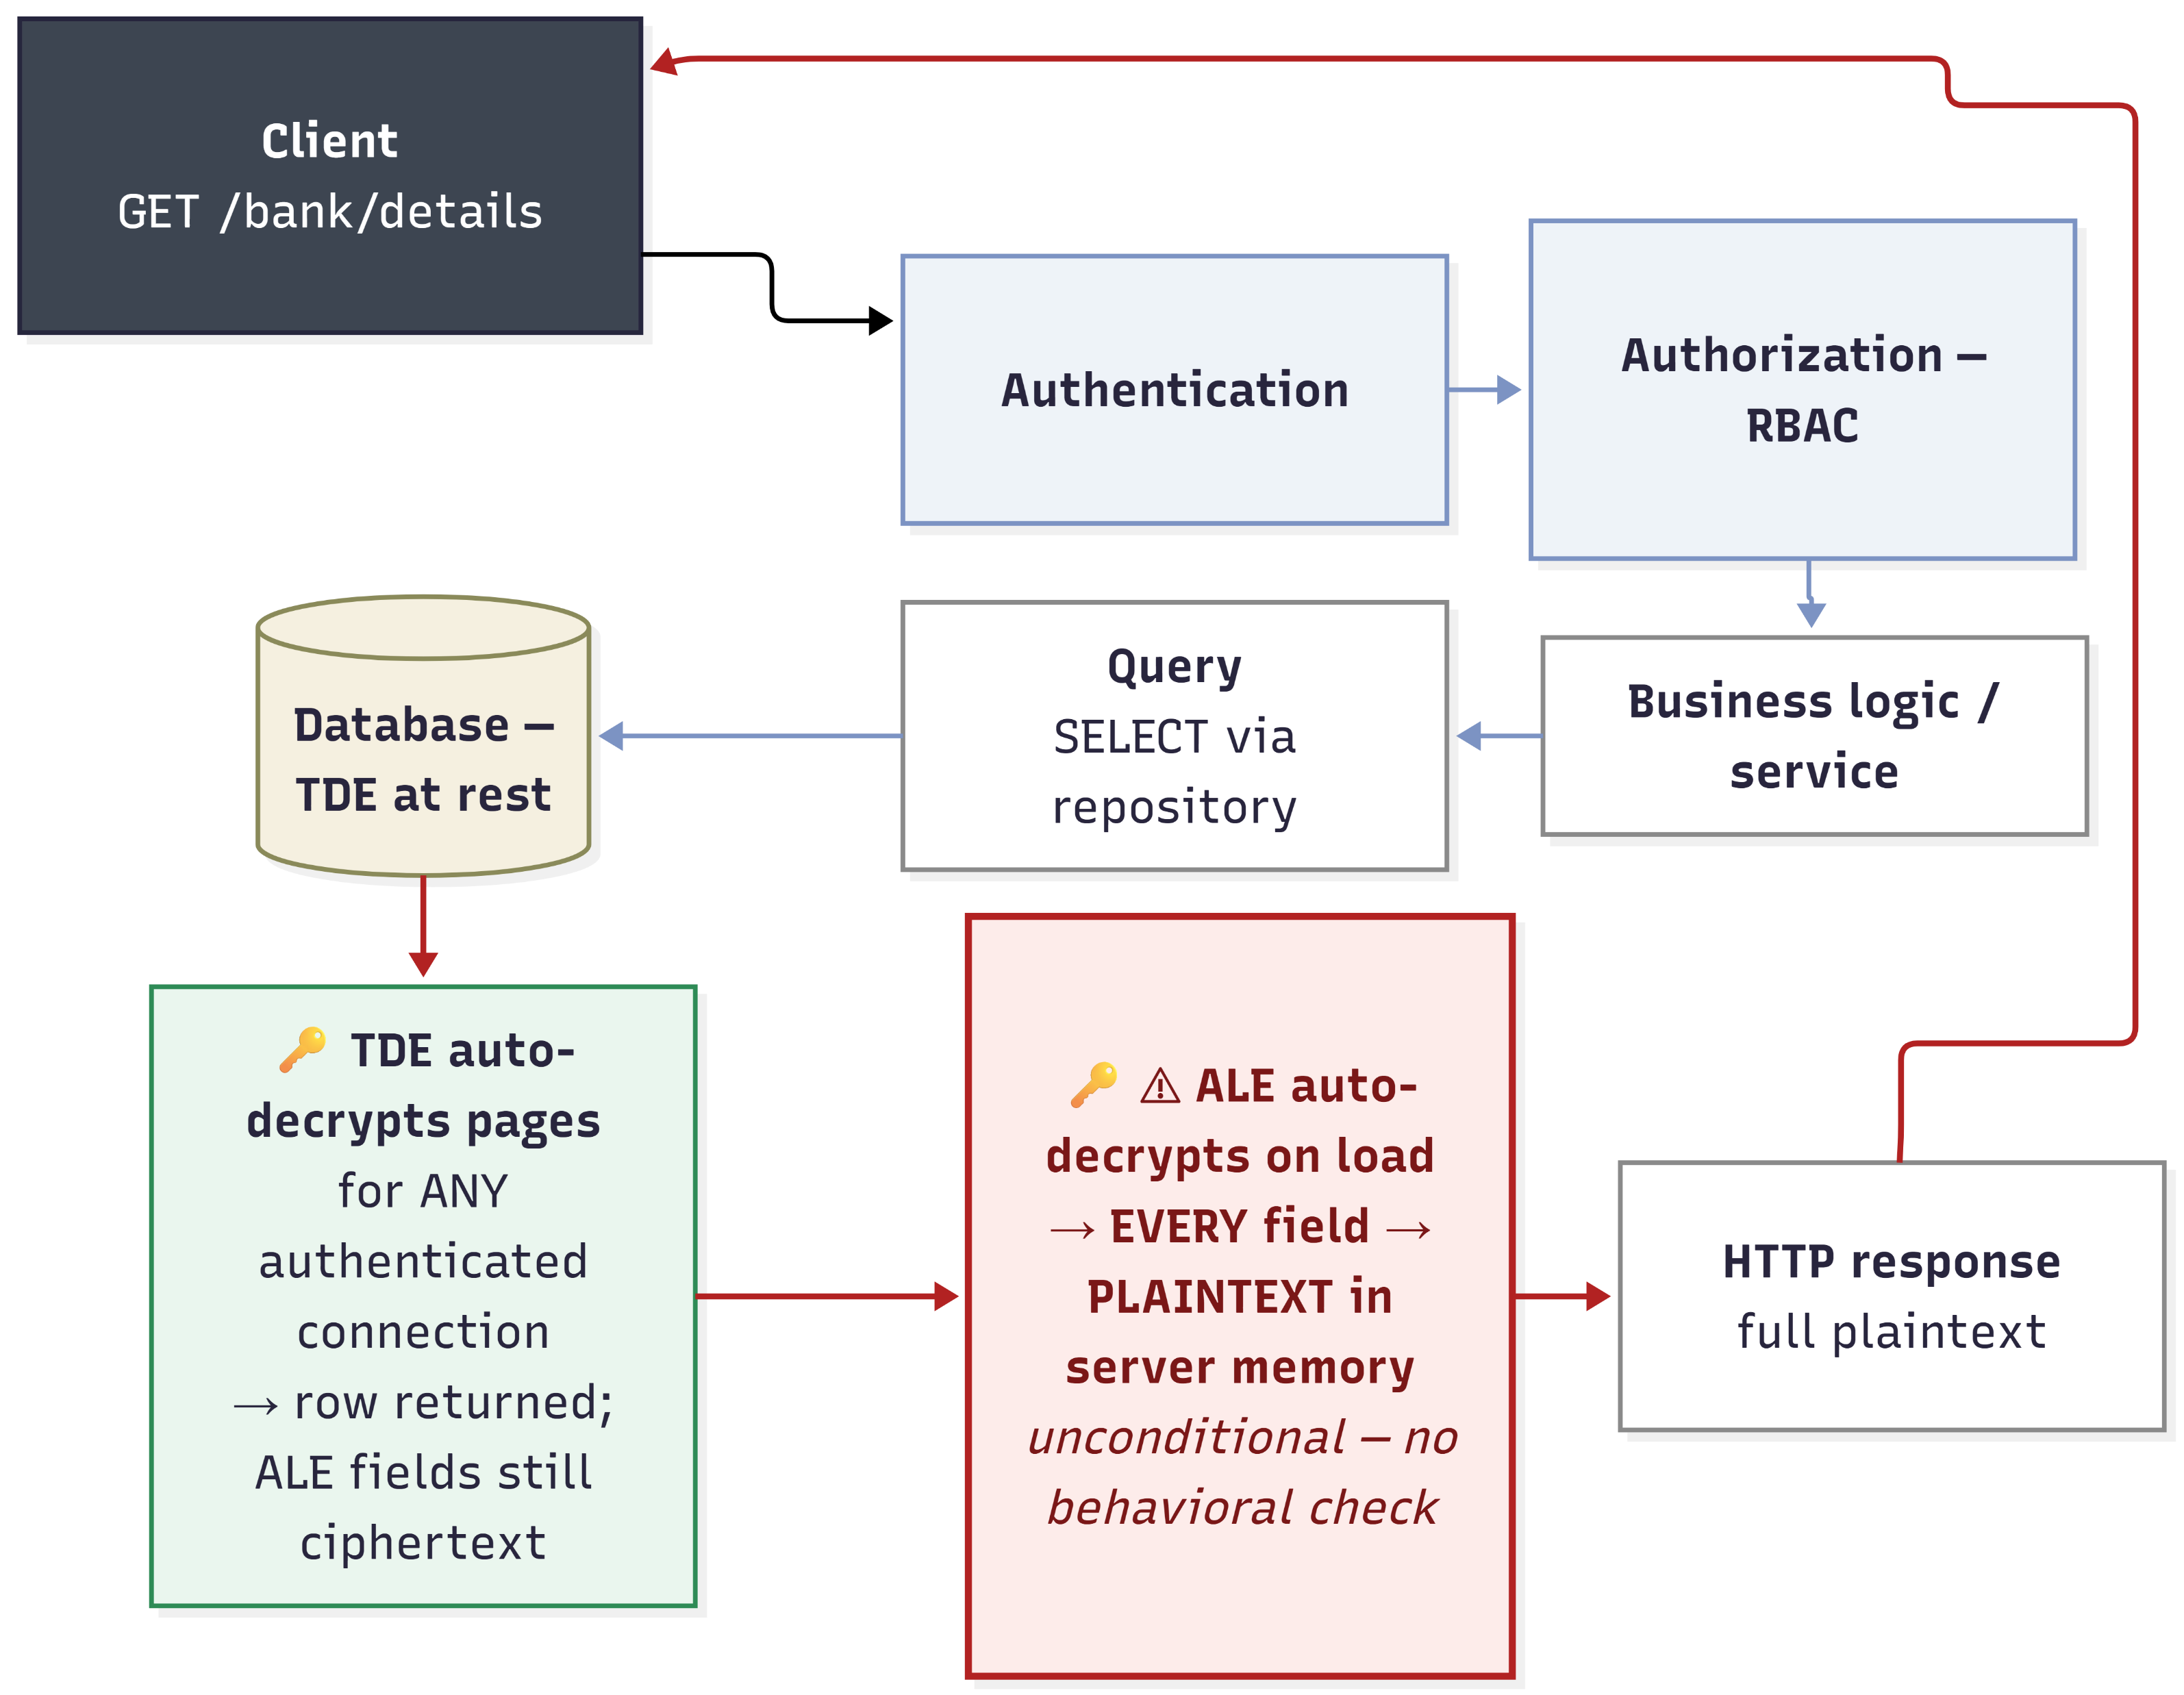 Client
GET /bank/details
Authentication
Authorization –
RBAC
Business logic /
service
Query
SELECT via
repository
Database –
TDE at rest
🔑 TDE auto-
decrypts pages
for ANY
authenticated
connection
→ row returned;
ALE fields still
ciphertext
🔑 ⚠ ALE auto-
decrypts on load
→ EVERY field →
PLAINTEXT in
server memory
unconditional – no
behavioral check
HTTP response
full plaintext